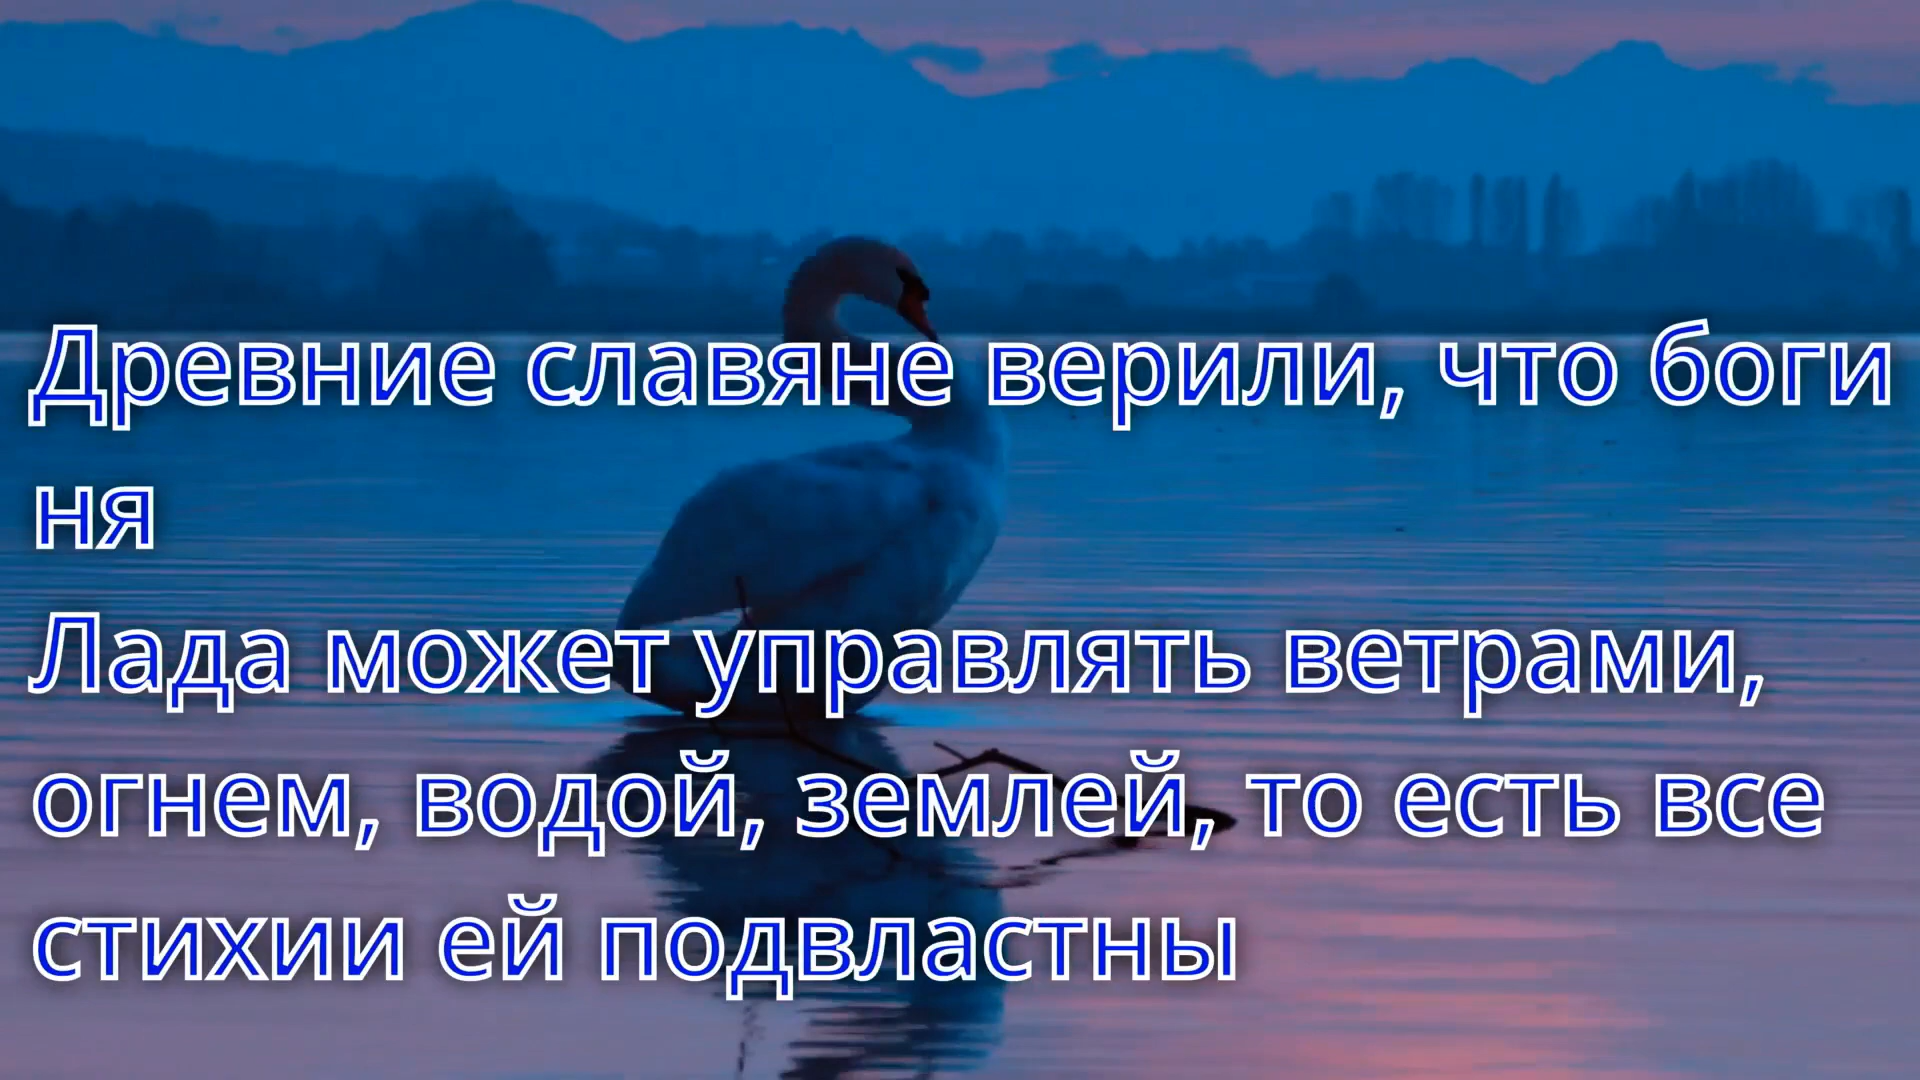 Древние славяне верили, что боги
ня
Лада может управлять ветрами,
огнем, водой, землей, то есть все
стихии ей подвластны